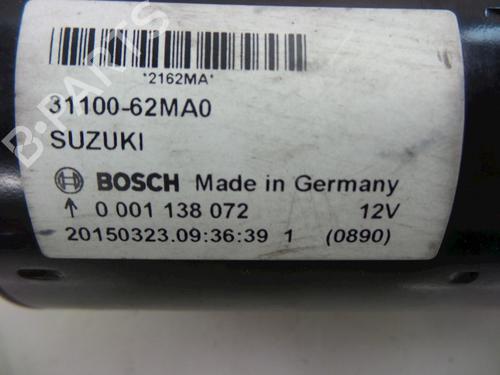 *2162MA*
31100-62MA0
SUZUKI
BOSCH Made in Germany
↑ 0 001 138 072 12V
20150323.09:36:39 1 (0890)
B-PARTS